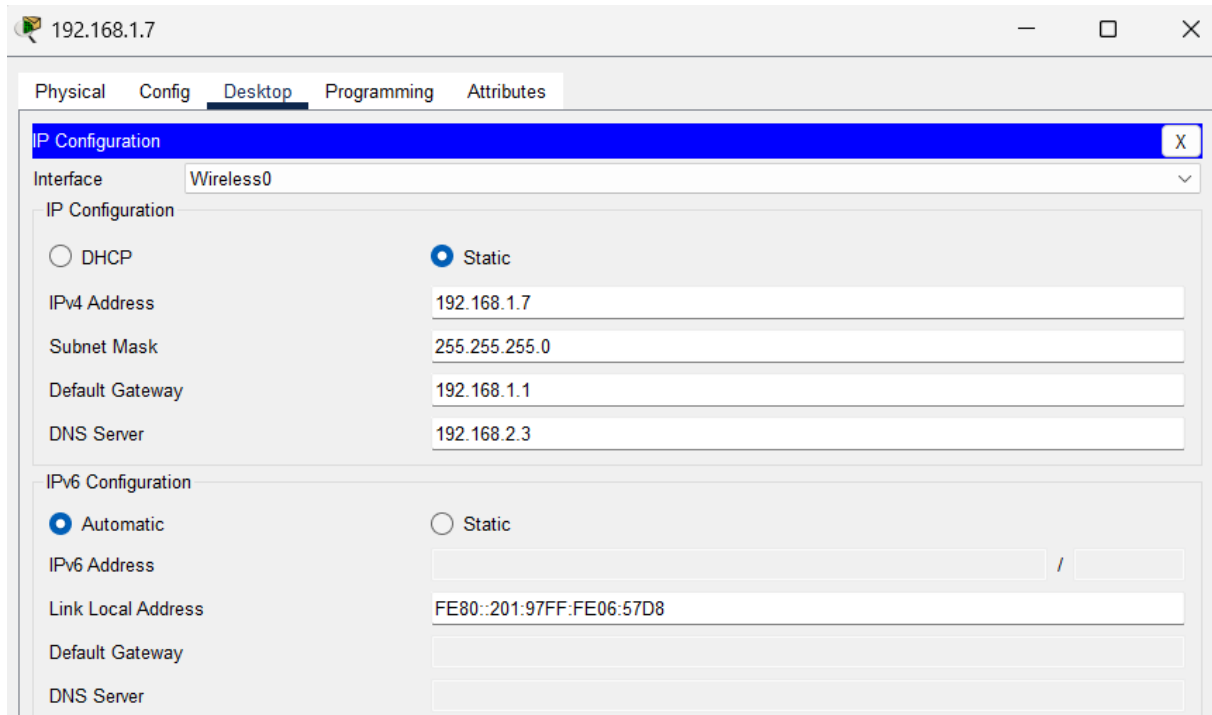 192.168.1.7
Physical Config Desktop Programming Attributes
IP Configuration X
Interface Wireless0
IP Configuration
DHCP Static
IPv4 Address 192.168.1.7
Subnet Mask 255.255.255.0
Default Gateway 192.168.1.1
DNS Server 192.168.2.3
IPv6 Configuration
Automatic Static
IPv6 Address /
Link Local Address FE80::201:97FF:FE06:57D8
Default Gateway
DNS Server